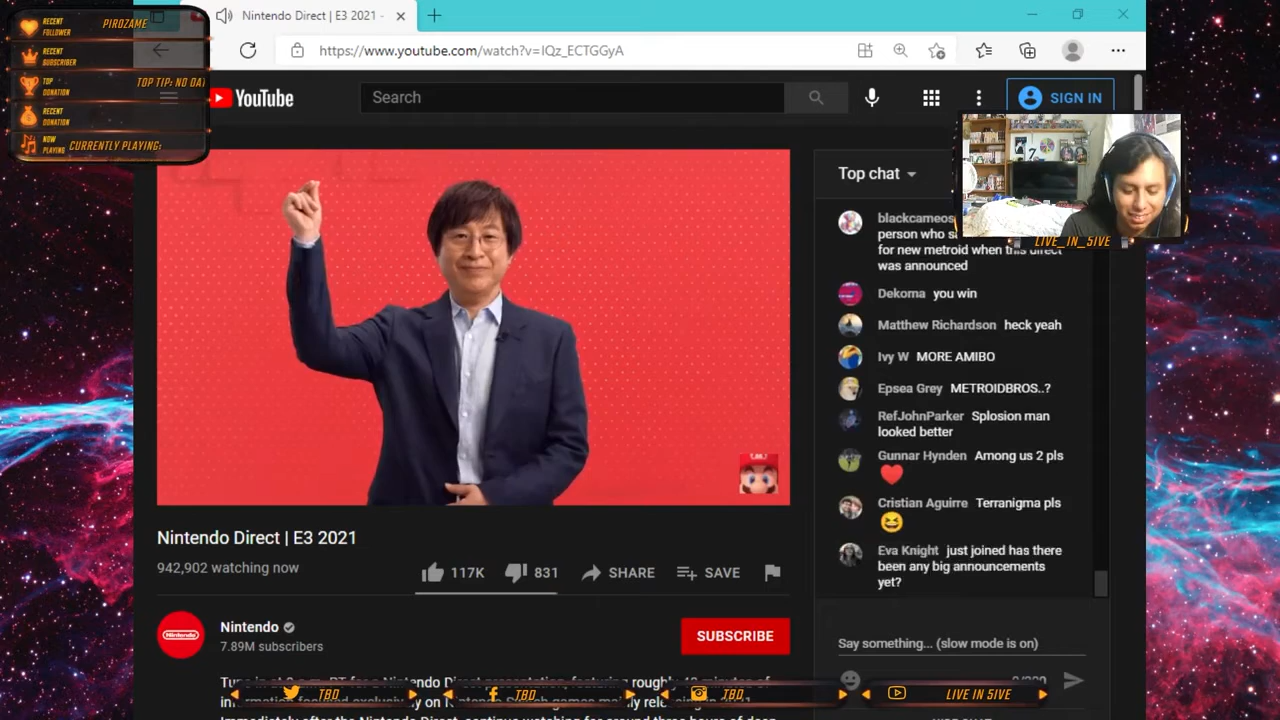 RECENT FOLLOWER
PIROZAME
RECENT SUBSCRIBER
TOP DONATION
TOP TIP: NO DAT
RECENT DONATION
NOW PLAYING
CURRENTLY PLAYING:
Nintendo Direct | E3 2021 -
https://www.youtube.com/watch?v=IQz_ECTGGyA
YouTube
Search
SIGN IN
Top chat
LIVE_IN_5IVE
blackcameos
person who
for new metroid when this direct
was announced
Dekoma you win
Matthew Richardson heck yeah
Ivy W MORE AMIBO
Epsea Grey METROIDBROS..?
RefJohnParker Splosion man
looked better
Gunnar Hynden Among us 2 pls
❤️
Cristian Aguirre Terranigma pls
😆
Eva Knight just joined has there
been any big announcements
yet?
Say something... (slow mode is on)
Nintendo Direct | E3 2021
942,902 watching now
117K
831
SHARE
SAVE
Nintendo
Nintendo
7.89M subscribers
SUBSCRIBE
TBD
TBD
TBD
LIVE IN 5IVE